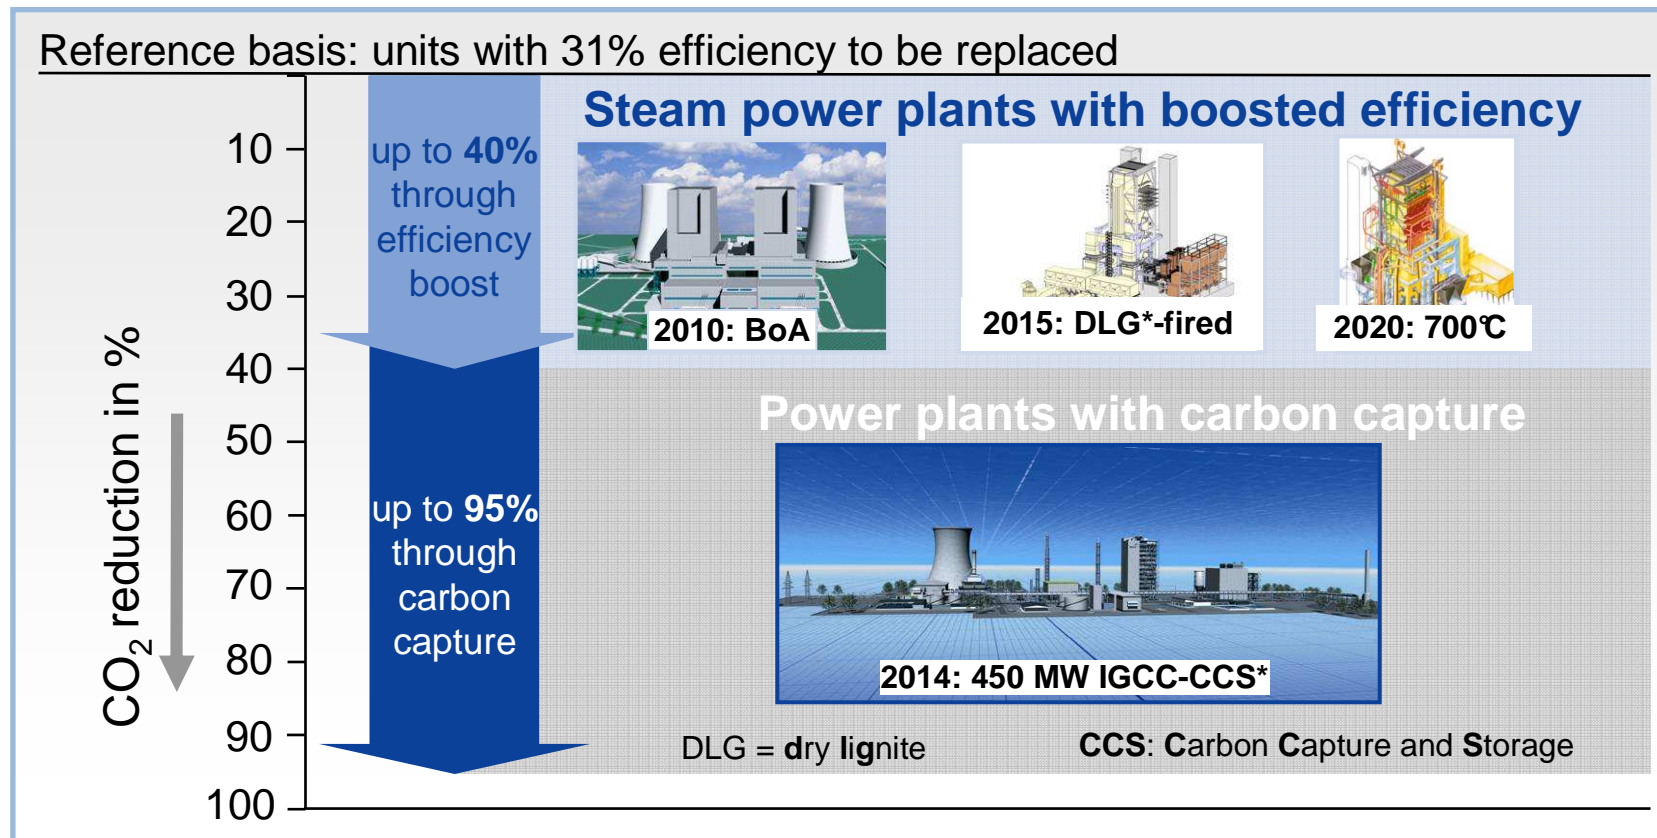 Reference basis: units with 31% efficiency to be replaced
CO2 reduction in %
10
20
30
40
50
60
70
80
90
100
up to 40%
through
efficiency
boost
up to 95%
through
carbon
capture
Steam power plants with boosted efficiency
2010: BoA
2015: DLG*-fired
2020: 700℃
Power plants with carbon capture
2014: 450 MW IGCC-CCS*
DLG = dry lignite
CCS: Carbon Capture and Storage